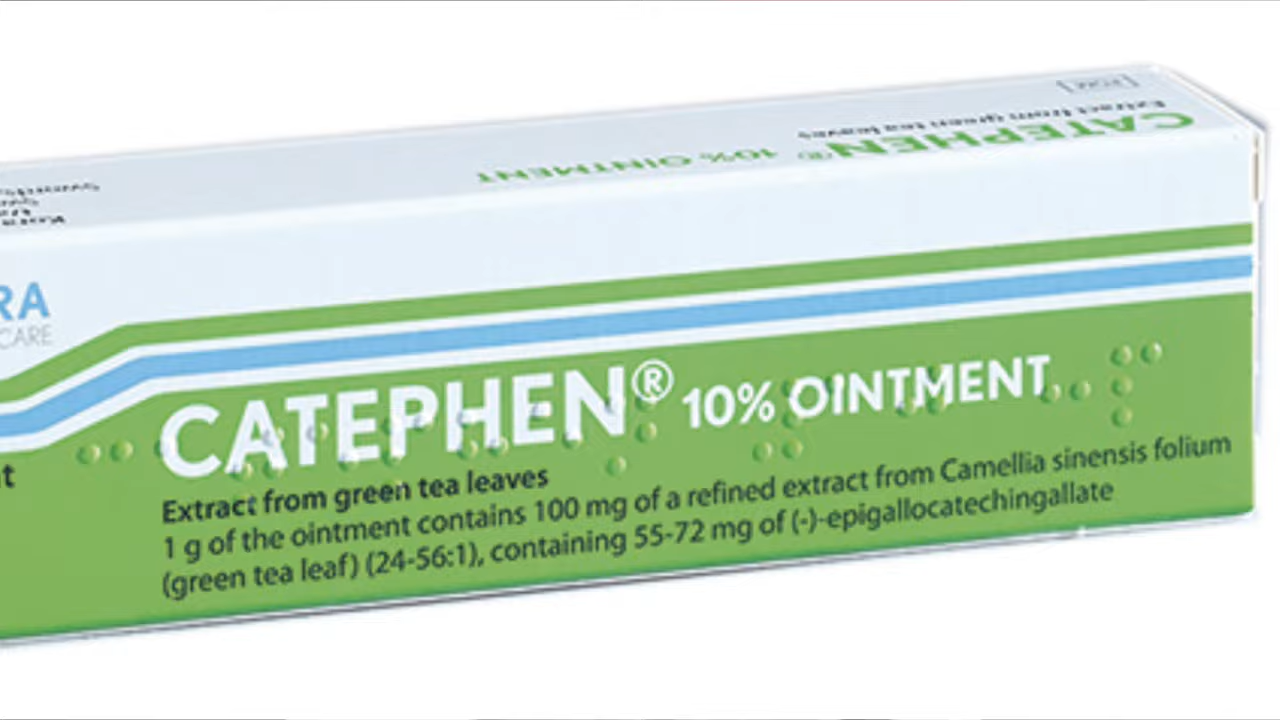 Extract from green tea leaves
CATEPHEN® 10% OINTMENT
RA
CARE
CATEPHEN® 10% OINTMENT
Extract from green tea leaves
1 g of the ointment contains 100 mg of a refined extract from Camellia sinensis folium
(green tea leaf) (24-56:1), containing 55-72 mg of (-)-epigallocatechingallate